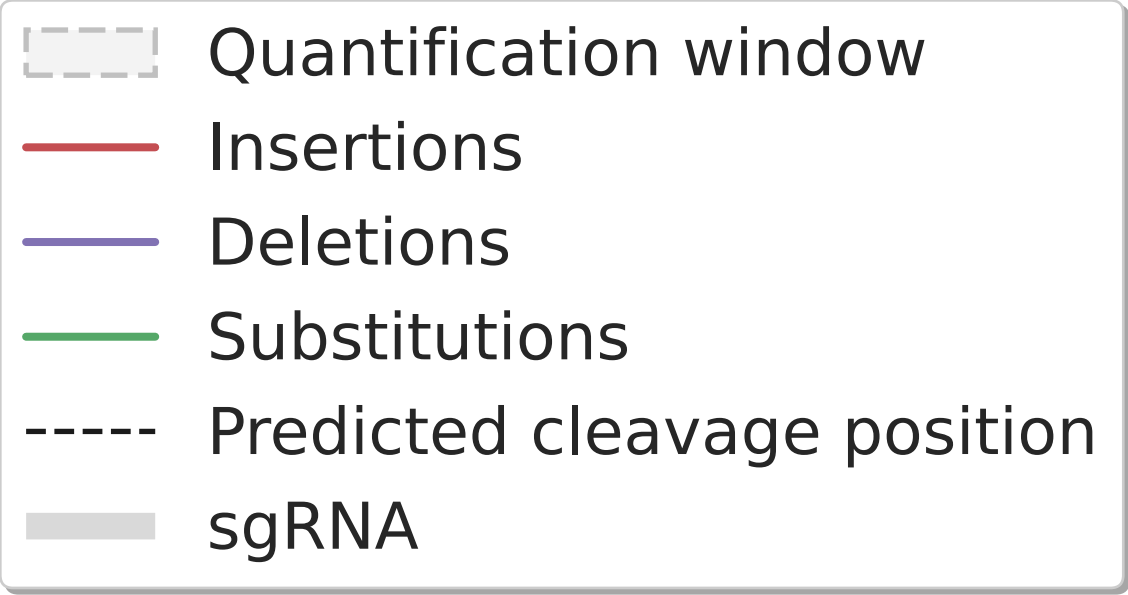 Quantification window
Insertions
Deletions
Substitutions
Predicted cleavage position
sgRNA